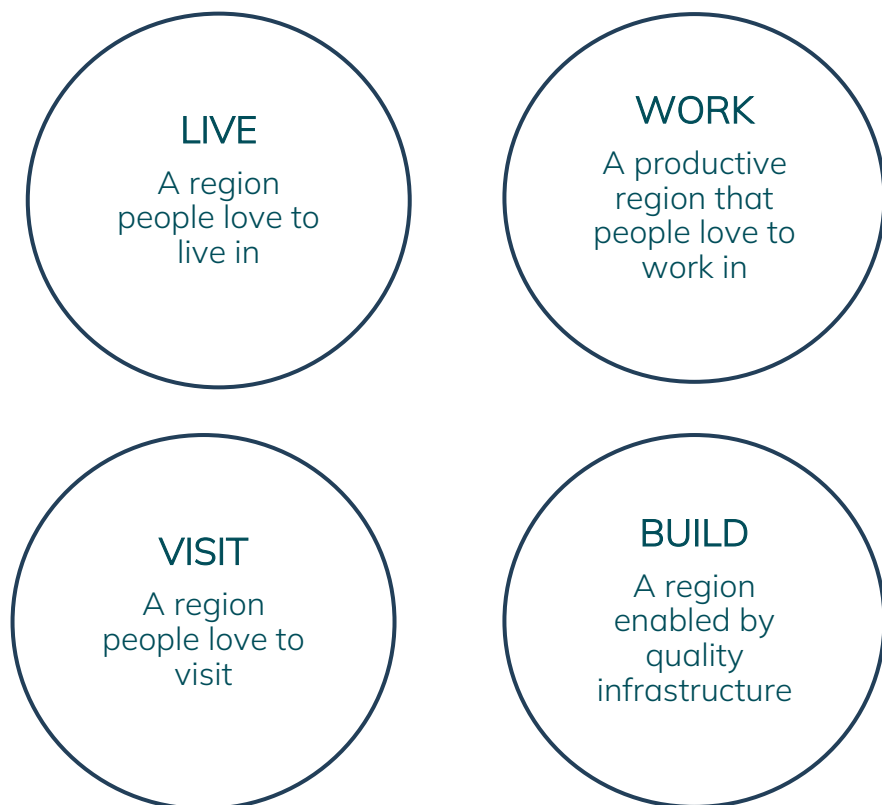 LIVE
A region
people love to
live in
WORK
A productive
region that
people love to
work in
VISIT
A region
people love to
visit
BUILD
A region
enabled by
quality
infrastructure